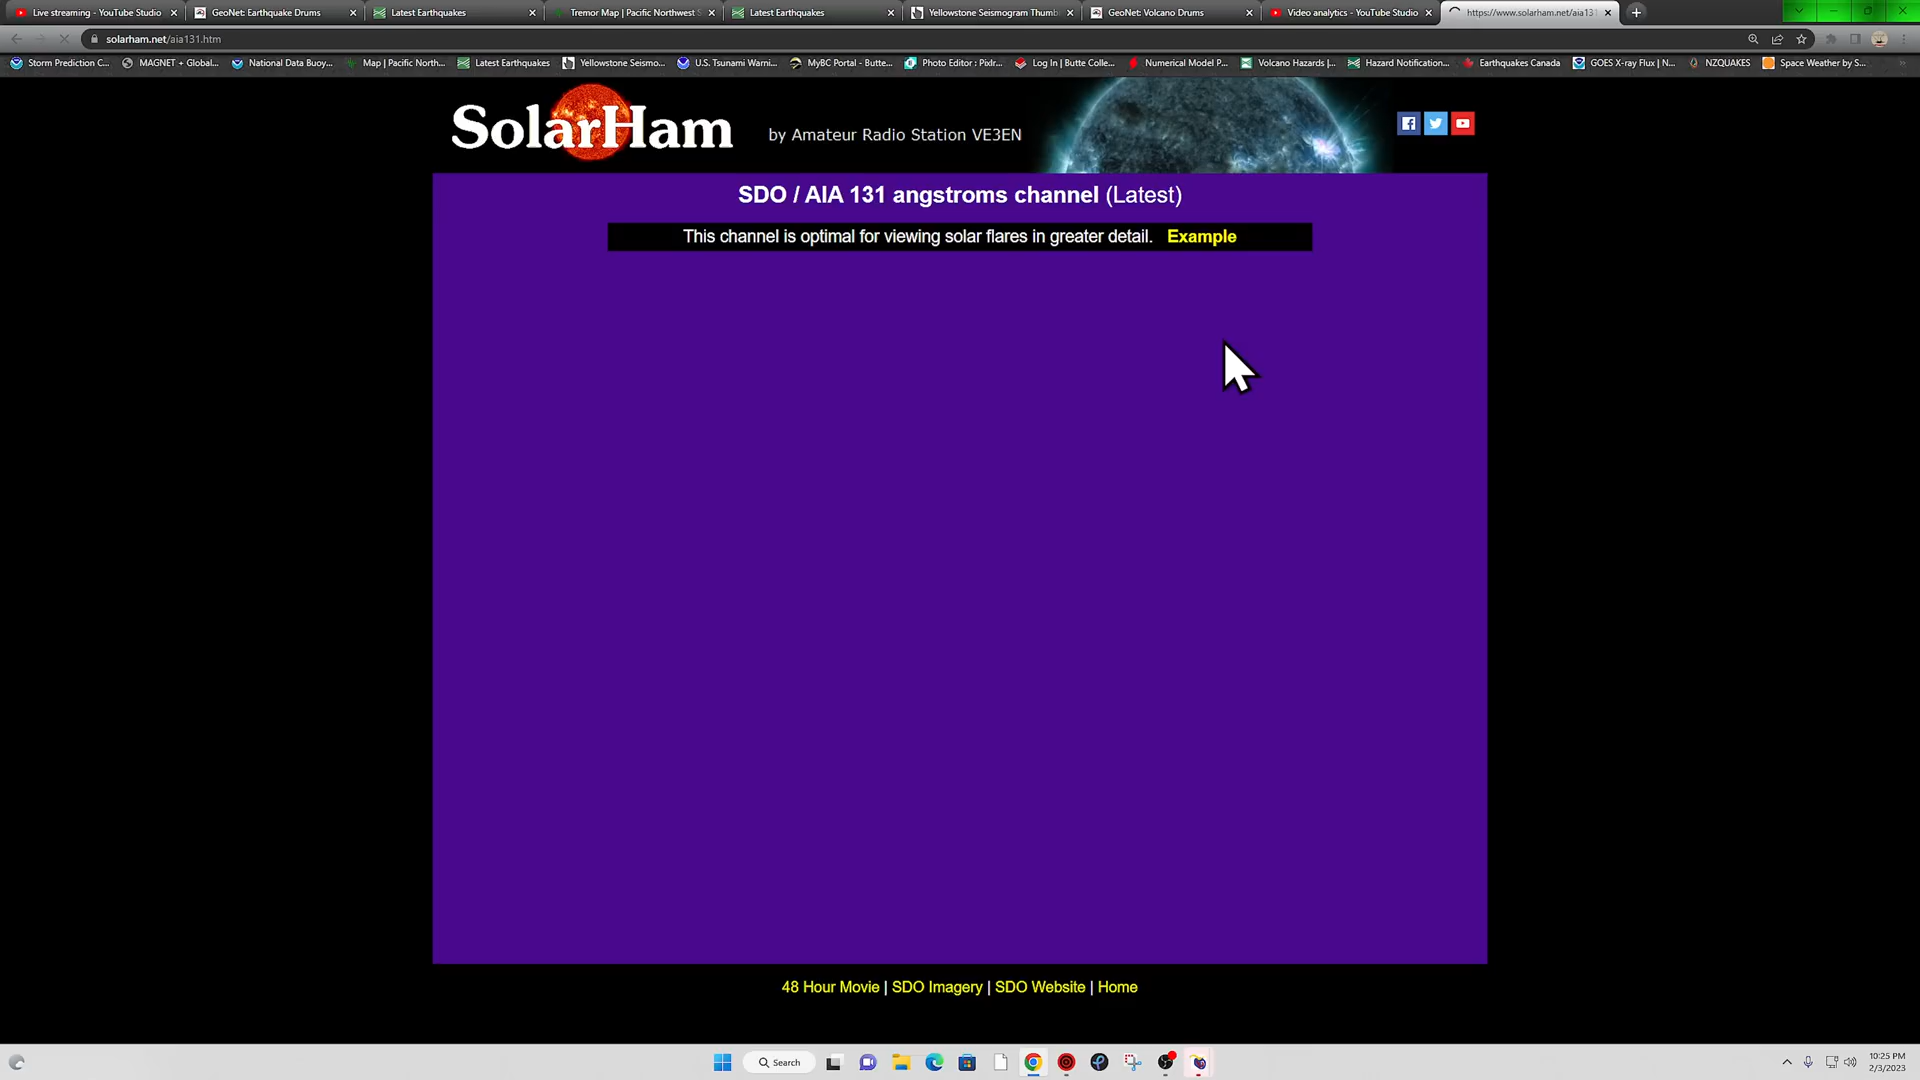 Live streaming - YouTube Studio
GeoNet: Earthquake Drums
Latest Earthquakes
Tremor Map | Pacific Northwest S
Latest Earthquakes
Yellowstone Seismogram Thumb
GeoNet: Volcano Drums
Video analytics - YouTube Studio
https://www.solarham.net/aia131
solarham.net/aia131.htm
Storm Prediction C...
MAGNET + Global...
National Data Buoy...
Map | Pacific North...
Latest Earthquakes
Yellowstone Seismo...
U.S. Tsunami Warni...
MyBC Portal - Butte...
Photo Editor : Pixlr...
Log In | Butte Colle...
Numerical Model P...
Volcano Hazards |...
Hazard Notification...
Earthquakes Canada
GOES X-ray Flux | N...
NZQUAKES
Space Weather by S...
SolarHam
by Amateur Radio Station VE3EN
SDO / AIA 131 angstroms channel (Latest)
This channel is optimal for viewing solar flares in greater detail. Example
48 Hour Movie | SDO Imagery | SDO Website | Home
Search
10:25 PM
2/3/2023